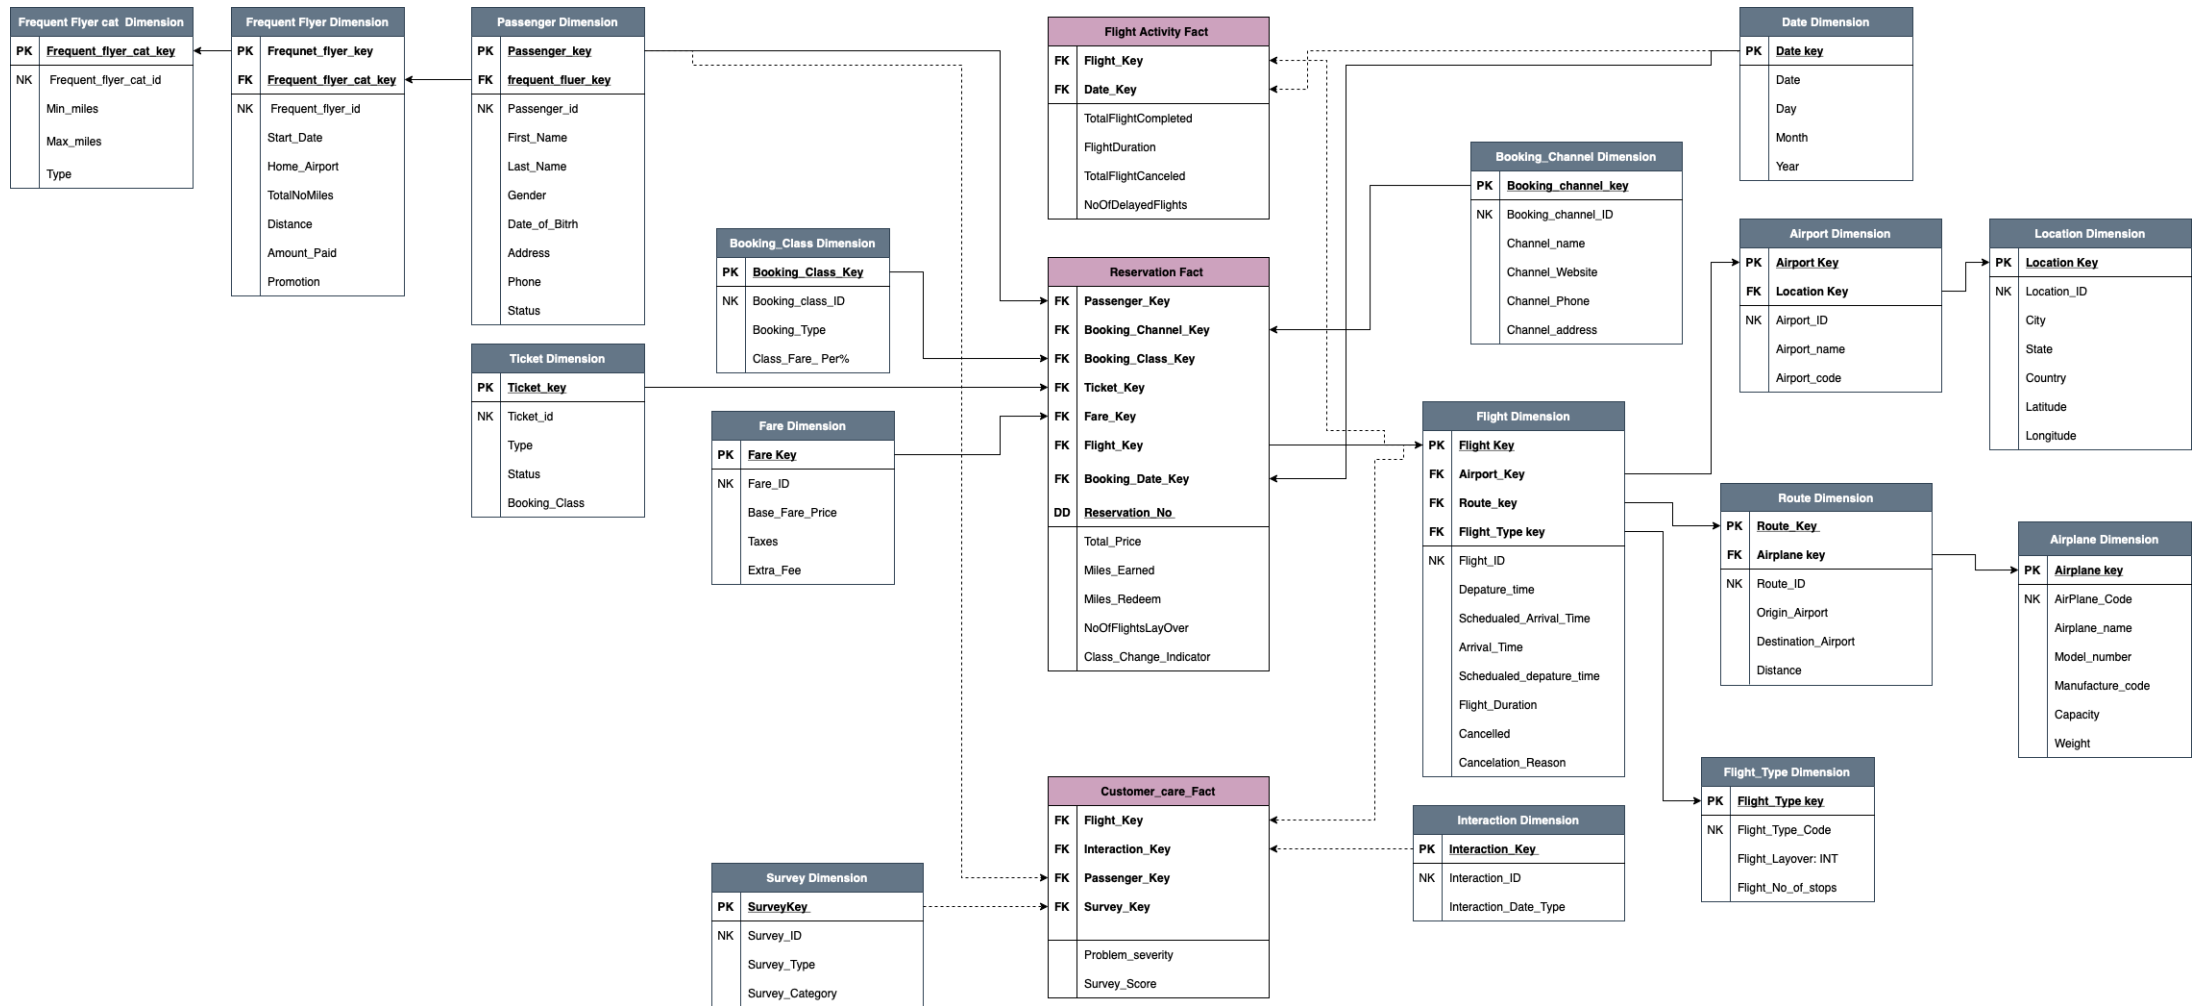 Frequent Flyer cat Dimension
PK Frequent_flyer_cat_key
NK Frequent_flyer_cat_id
Min_miles
Max_miles
Type
Frequent Flyer Dimension
PK Frequnet_flyer_key
FK Frequent_flyer_cat_key
NK Frequent_flyer_id
Start_Date
Home_Airport
TotalNoMiles
Distance
Amount_Paid
Promotion
Passenger Dimension
PK Passenger_key
FK frequent_fluer_key
NK Passenger_id
First_Name
Last_Name
Gender
Date_of_Bitrh
Address
Phone
Status
Ticket Dimension
PK Ticket_key
NK Ticket_id
Type
Status
Booking_Class
Booking_Class Dimension
PK Booking_Class_Key
NK Booking_class_ID
Booking_Type
Class_Fare_ Per%
Fare Dimension
PK Fare Key
NK Fare_ID
Base_Fare_Price
Taxes
Extra_Fee
Survey Dimension
PK SurveyKey
NK Survey_ID
Survey_Type
Survey_Category
Flight Activity Fact
FK Flight_Key
FK Date_Key
TotalFlightCompleted
FlightDuration
TotalFlightCanceled
NoOfDelayedFlights
Reservation Fact
FK Passenger_Key
FK Booking_Channel_Key
FK Booking_Class_Key
FK Ticket_Key
FK Fare_Key
FK Flight_Key
FK Booking_Date_Key
DD Reservation_No
Total_Price
Miles_Earned
Miles_Redeem
NoOfFlightsLayOver
Class_Change_Indicator
Customer_care_Fact
FK Flight_Key
FK Interaction_Key
FK Passenger_Key
FK Survey_Key
Problem_severity
Survey_Score
Date Dimension
PK Date key
Date
Day
Month
Year
Booking_Channel Dimension
PK Booking_channel_key
NK Booking_channel_ID
Channel_name
Channel_Website
Channel_Phone
Channel_address
Airport Dimension
PK Airport Key
FK Location Key
NK Airport_ID
Airport_name
Airport_code
Location Dimension
PK Location Key
NK Location_ID
City
State
Country
Latitude
Longitude
Flight Dimension
PK Flight Key
FK Airport_Key
FK Route_key
FK Flight_Type key
NK Flight_ID
Depature_time
Schedualed_Arrival_Time
Arrival_Time
Schedualed_depature_time
Flight_Duration
Cancelled
Cancelation_Reason
Route Dimension
PK Route_Key
FK Airplane key
NK Route_ID
Origin_Airport
Destination_Airport
Distance
Airplane Dimension
PK Airplane key
NK AirPlane_Code
Airplane_name
Model_number
Manufacture_code
Capacity
Weight
Flight_Type Dimension
PK Flight_Type key
NK Flight_Type_Code
Flight_Layover: INT
Flight_No_of_stops
Interaction Dimension
PK Interaction_Key
NK Interaction_ID
Interaction_Date_Type